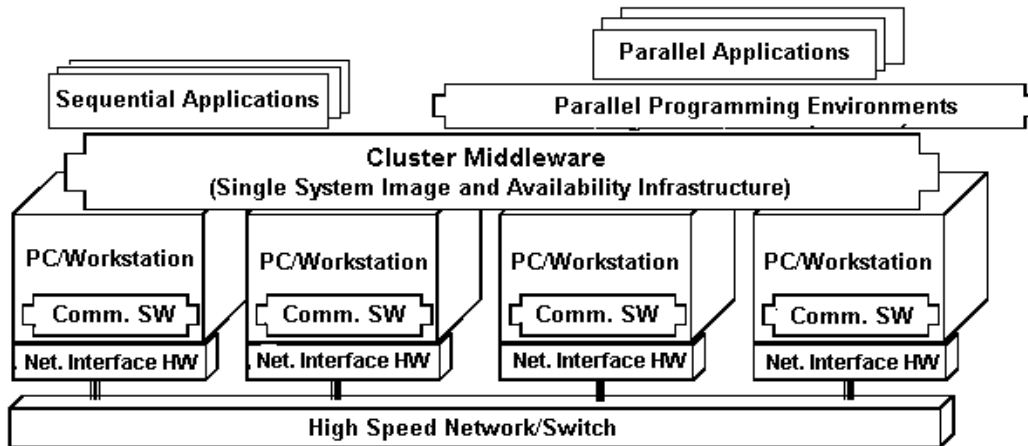 Parallel Applications
Sequential Applications
Parallel Programming Environments
Cluster Middleware
(Single System Image and Availability Infrastructure)
PC/Workstation
PC/Workstation
PC/Workstation
PC/Workstation
Comm. SW
Comm. SW
Comm. SW
Comm. SW
Net. Interface HW
Net. Interface HW
Net. Interface HW
Net. Interface HW
High Speed Network/Switch